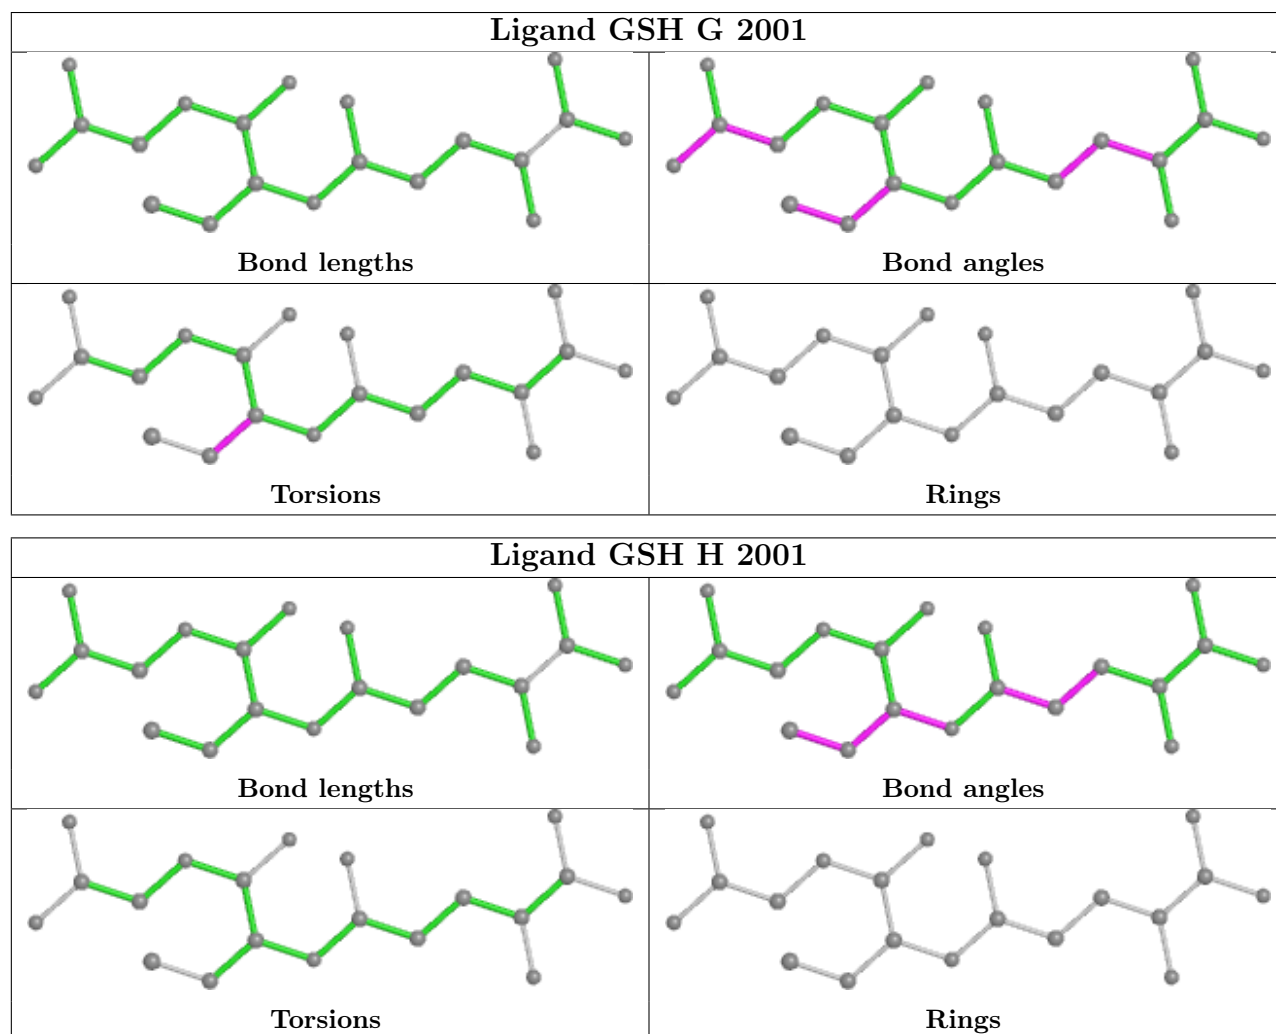 Ligand GSH G 2001
Bond lengths
Bond angles
Torsions
Rings
Ligand GSH H 2001
Bond lengths
Bond angles
Torsions
Rings